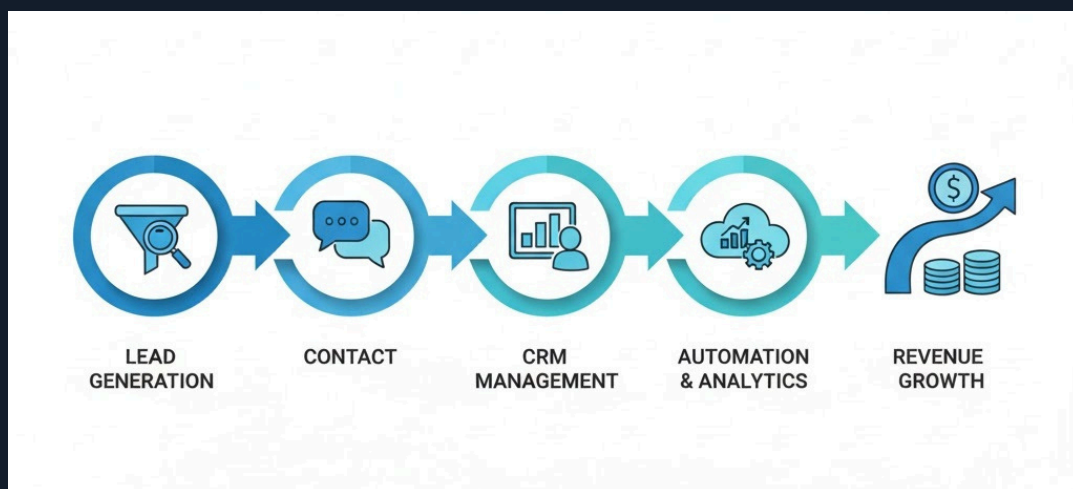 $
LEAD
GENERATION
CONTACT
CRM
MANAGEMENT
AUTOMATION
& ANALYTICS
REVENUE
GROWTH